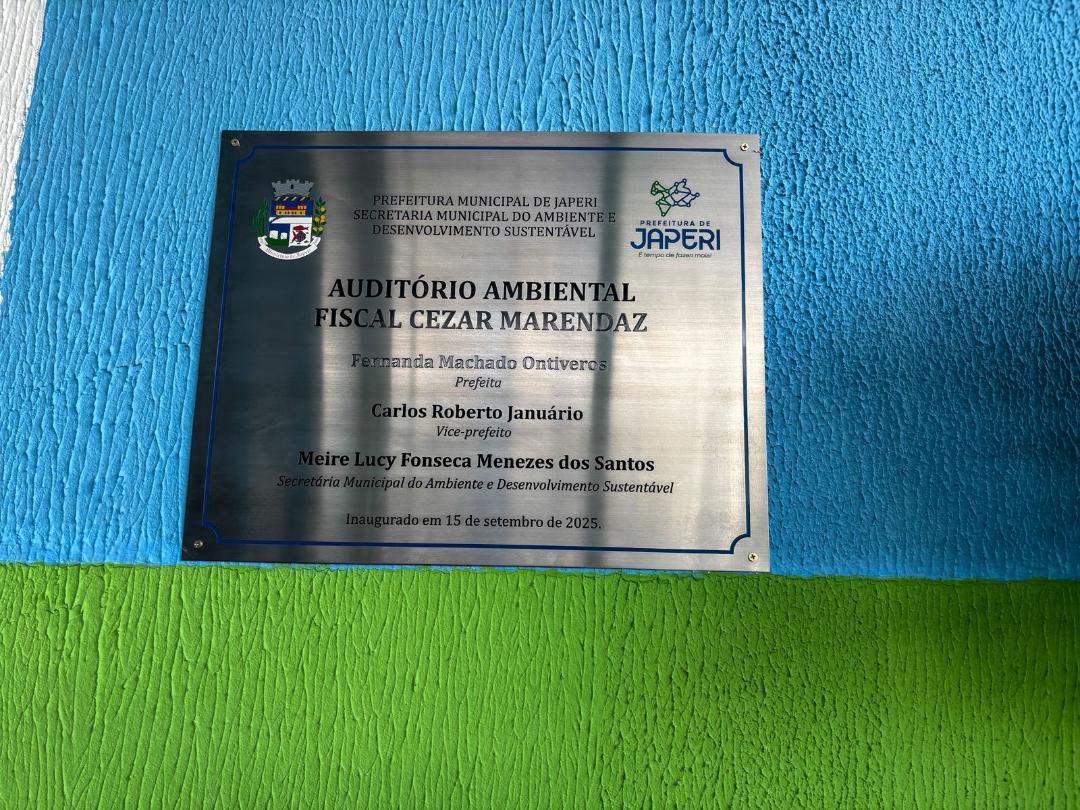 PREFEITURA MUNICIPAL DE JAPERI
SECRETARIA MUNICIPAL DO AMBIENTE E
DESENVOLVIMENTO SUSTENTÁVEL
PREFEITURA DE
JAPERI
É tempo de fazer mais!
AUDITÓRIO AMBIENTAL
FISCAL CEZAR MARENDAZ
Fernanda Machado Ontiveros
Prefeita
Carlos Roberto Januário
Vice-prefeito
Meire Lucy Fonseca Menezes dos Santos
Secretária Municipal do Ambiente e Desenvolvimento Sustentável
Inaugurado em 15 de setembro de 2025.